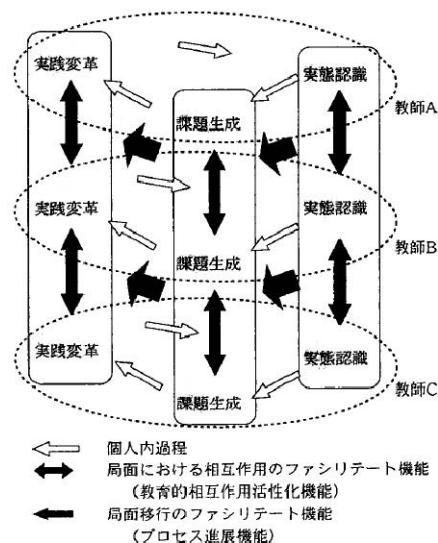 実践変革
実態認識
教師A
課題生成
実践変革
実態認識
教師B
課題生成
実践変革
実態認識
教師C
課題生成
個人内過程
局面における相互作用のファシリテート機能
(教育的相互作用活性化機能)
局面移行のファシリテート機能
(プロセス進展機能)